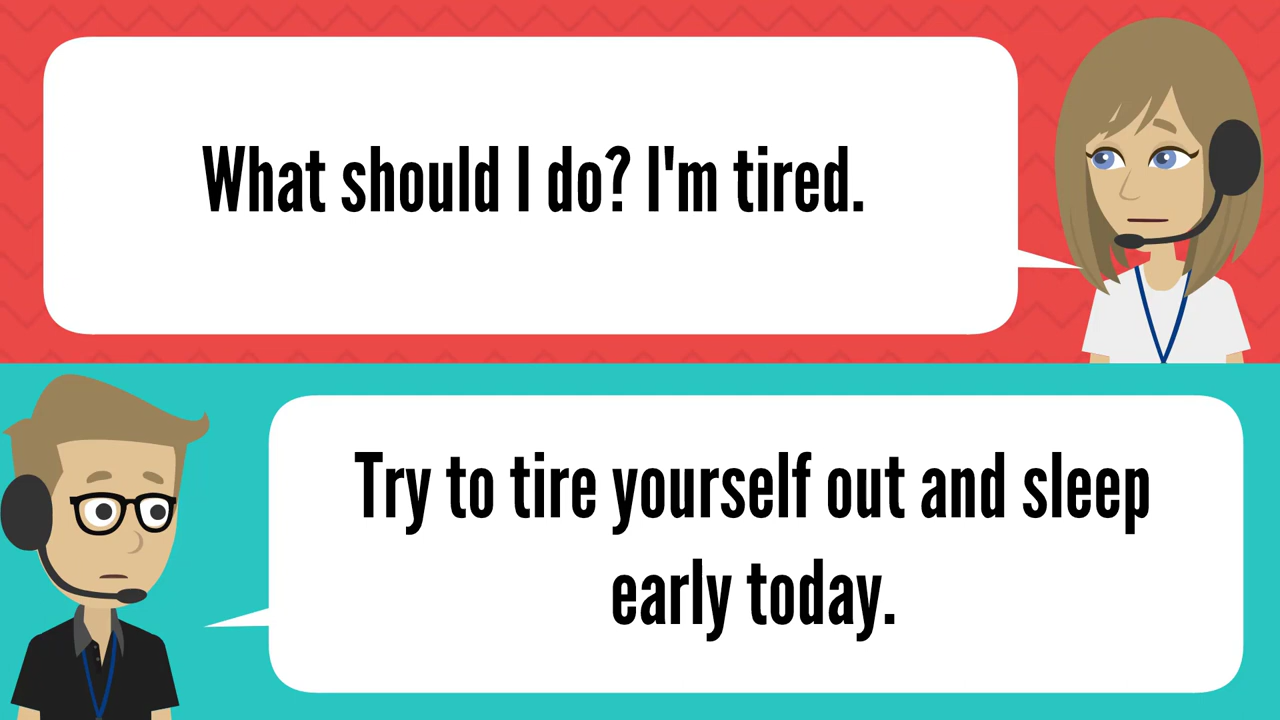 What should I do? I'm tired.
Try to tire yourself out and sleep
early today.